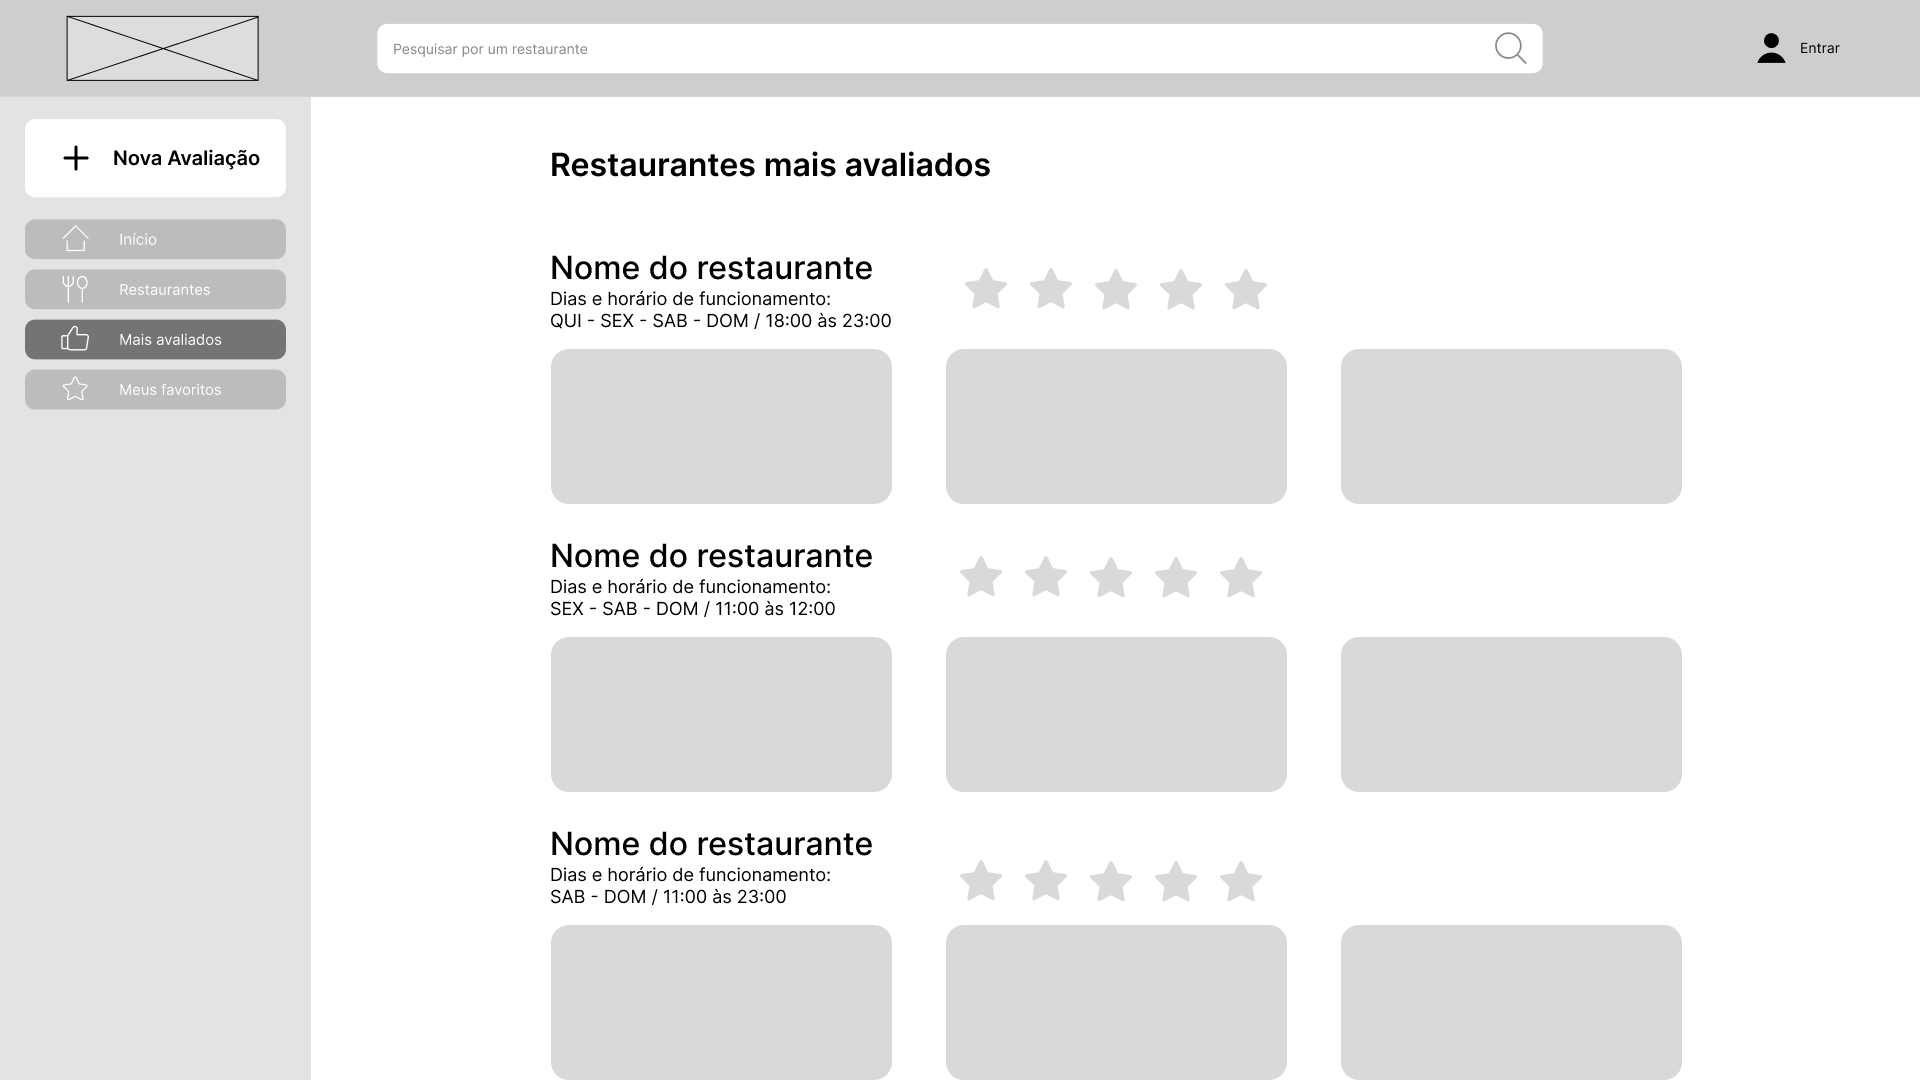 Pesquisar por um restaurante
Entrar
Nova Avaliação
Início
Restaurantes
Mais avaliados
Meus favoritos
Restaurantes mais avaliados
Nome do restaurante
Dias e horário de funcionamento:
QUI - SEX - SAB - DOM / 18:00 às 23:00
Nome do restaurante
Dias e horário de funcionamento:
SEX - SAB - DOM / 11:00 às 12:00
Nome do restaurante
Dias e horário de funcionamento:
SAB - DOM / 11:00 às 23:00